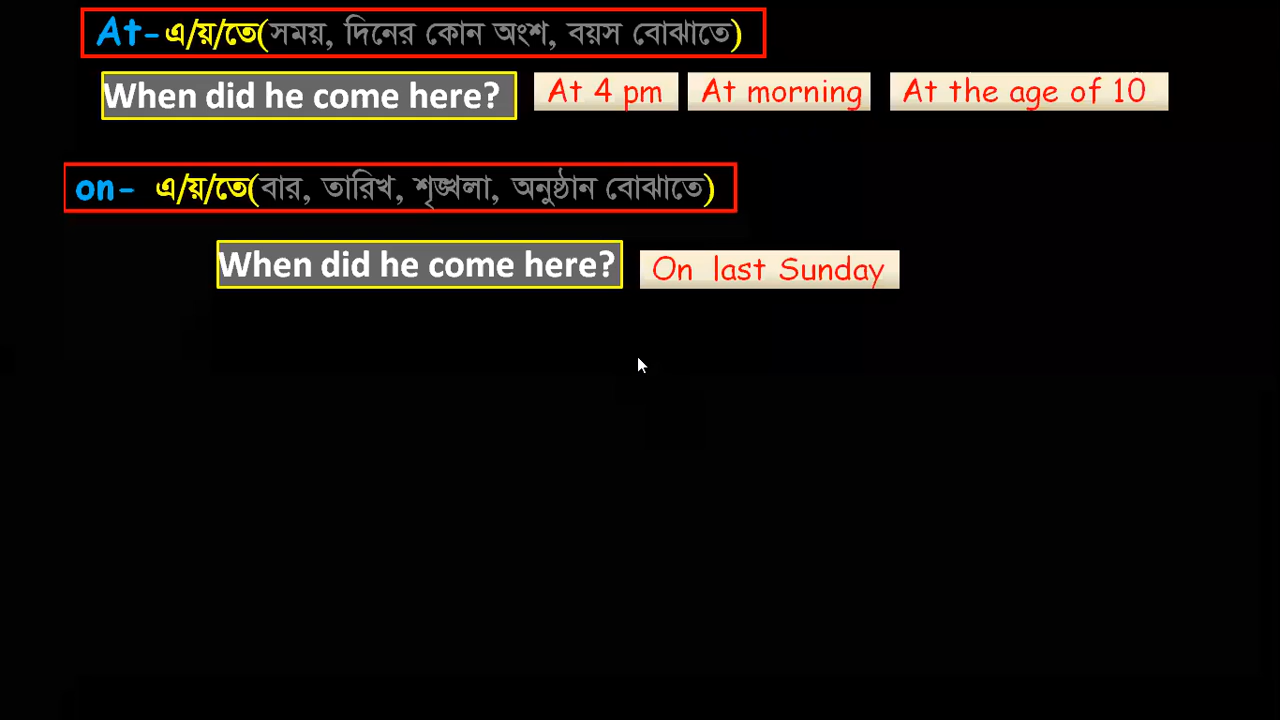 At- এ/য়/তে(সময়, দিনের কোন অংশ, বয়স বোঝাতে)
When did he come here? At 4 pm At morning At the age of 10
on- এ/য়/তে(বার, তারিখ, শৃঙ্খলা, অনুষ্ঠান বোঝাতে)
When did he come here? On last Sunday